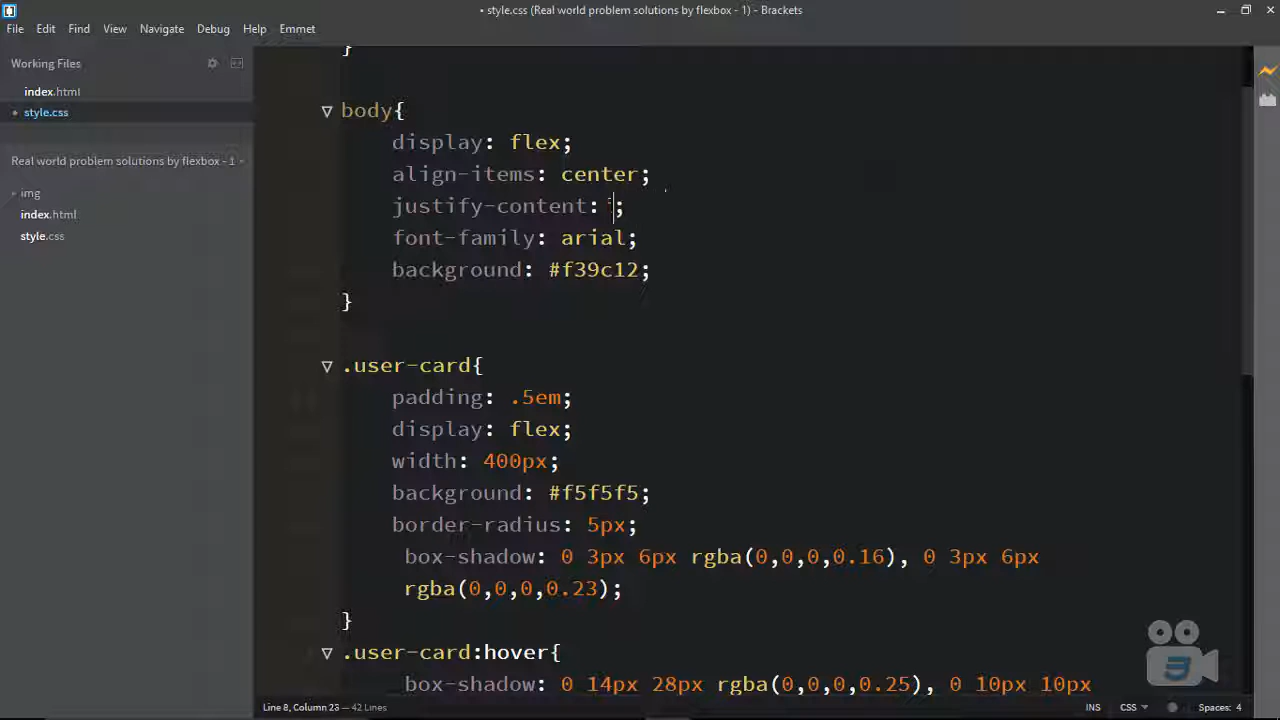 • style.css (Real world problem solutions by flexbox - 1) - Brackets
File Edit Find View Navigate Debug Help Emmet
Working Files
index.html
• style.css
Real world problem solutions by flexbox - 1
img
index.html
style.css
}
body{
display: flex;
align-items: center;
justify-content: ;
font-family: arial;
background: #f39c12;
}
.user-card{
padding: .5em;
display: flex;
width: 400px;
background: #f5f5f5;
border-radius: 5px;
box-shadow: 0 3px 6px rgba(0,0,0,0.16), 0 3px 6px
rgba(0,0,0,0.23);
}
.user-card:hover{
box-shadow: 0 14px 28px rgba(0,0,0,0.25), 0 10px 10px
Line 8, Column 23 — 42 Lines
INS CSS Spaces: 4